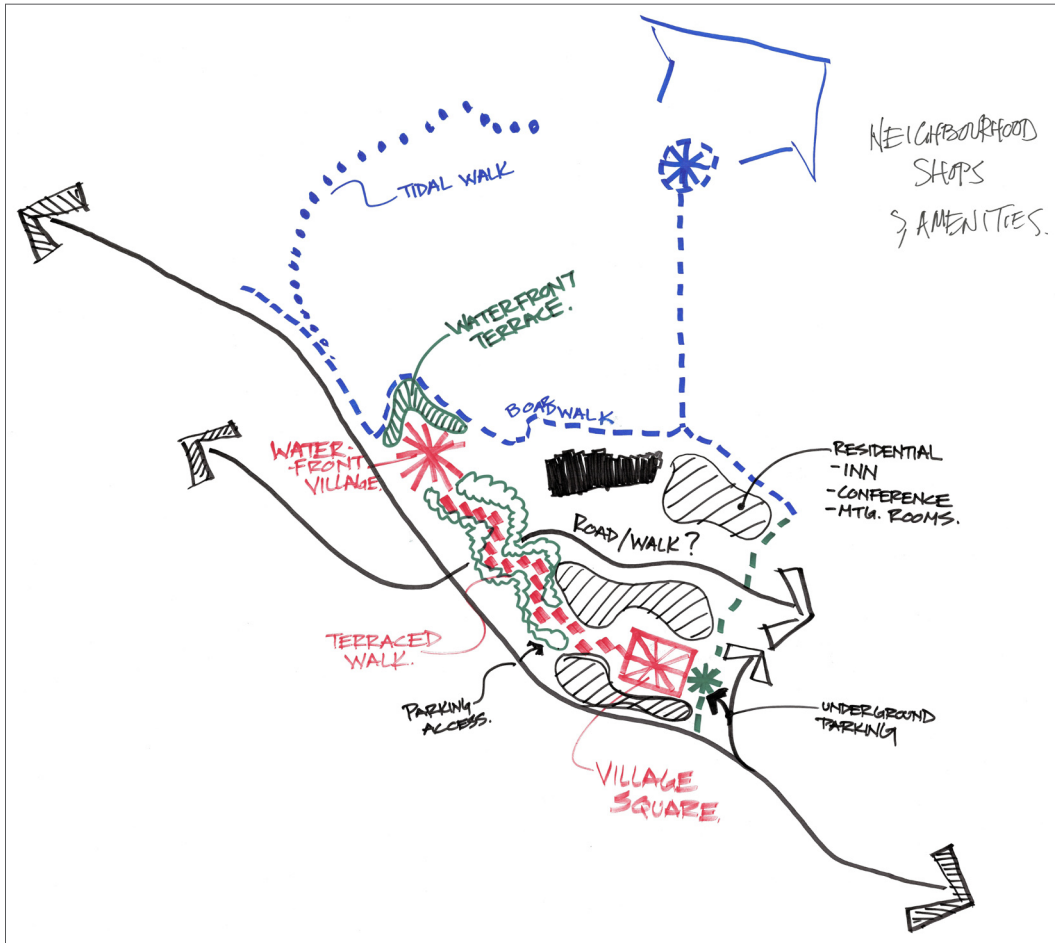 NEIGHBOURHOOD
SHOPS
& AMENITIES.
TIDAL WALK
WATERFRONT
TERRACE.
BOARDWALK
WATER-
-FRONT
VILLAGE.
RESIDENTIAL
-INN
-CONFERENCE
-MTG. ROOMS.
ROAD/WALK?
TERRACED
WALK.
PARKING
ACCESS.
UNDERGROUND
PARKING
VILLAGE
SQUARE.